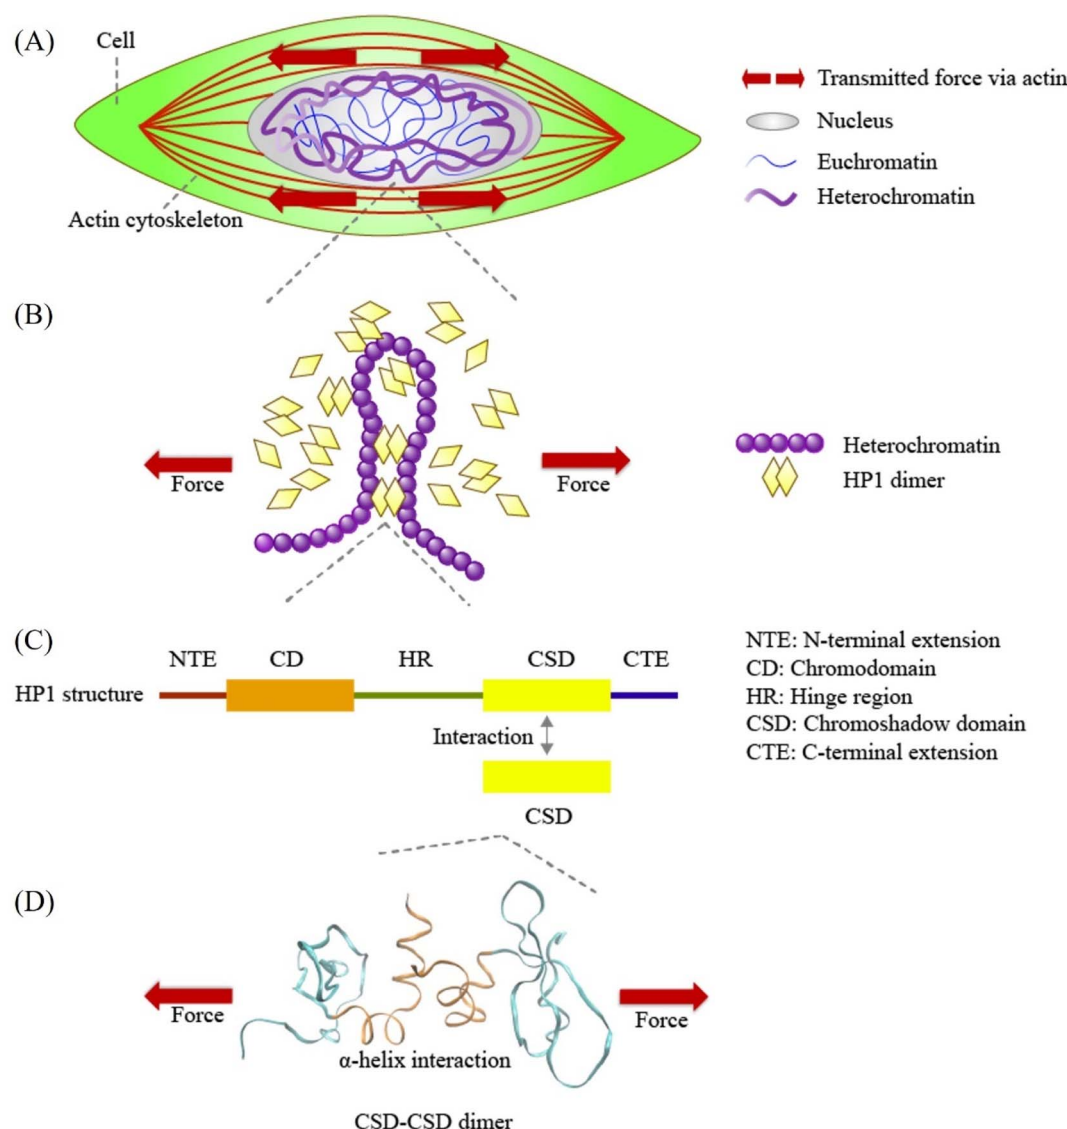 (A)
Cell
Actin cytoskeleton
Transmitted force via actin
Nucleus
Euchromatin
Heterochromatin
(B)
Force
Force
Heterochromatin
HP1 dimer
(C)
NTE CD HR CSD CTE
HP1 structure
Interaction
CSD
NTE: N-terminal extension
CD: Chromodomain
HR: Hinge region
CSD: Chromoshadow domain
CTE: C-terminal extension
(D)
Force
Force
α-helix interaction
CSD-CSD dimer